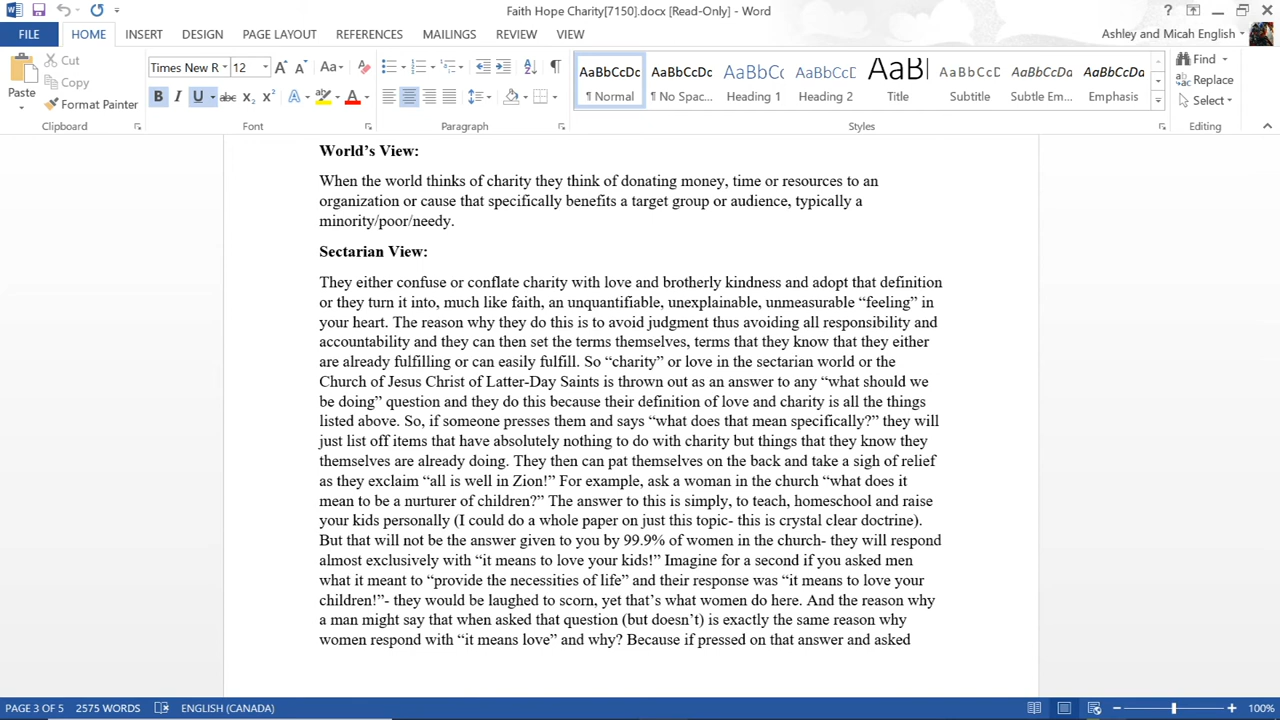 Faith Hope Charity[7150].docx [Read-Only] - Word
FILE HOME INSERT DESIGN PAGE LAYOUT REFERENCES MAILINGS REVIEW VIEW Ashley and Micah English
Cut
Copy
Format Painter
Paste
Clipboard
Times New R 12
Font
Paragraph
AaBbCcDc AaBbCcDc AaBbCc AaBbCcDc AaBb AaBbCcDc AaBbCcDc AaBbCcDc
¶ Normal ¶ No Spac... Heading 1 Heading 2 Title Subtitle Subtle Em... Emphasis
Styles
Find
Replace
Select
Editing
World’s View:
When the world thinks of charity they think of donating money, time or resources to an
organization or cause that specifically benefits a target group or audience, typically a
minority/poor/needy.
Sectarian View:
They either confuse or conflate charity with love and brotherly kindness and adopt that definition
or they turn it into, much like faith, an unquantifiable, unexplainable, unmeasurable “feeling” in
your heart. The reason why they do this is to avoid judgment thus avoiding all responsibility and
accountability and they can then set the terms themselves, terms that they know that they either
are already fulfilling or can easily fulfill. So “charity” or love in the sectarian world or the
Church of Jesus Christ of Latter-Day Saints is thrown out as an answer to any “what should we
be doing” question and they do this because their definition of love and charity is all the things
listed above. So, if someone presses them and says “what does that mean specifically?” they will
just list off items that have absolutely nothing to do with charity but things that they know they
themselves are already doing. They then can pat themselves on the back and take a sigh of relief
as they exclaim “all is well in Zion!” For example, ask a woman in the church “what does it
mean to be a nurturer of children?” The answer to this is simply, to teach, homeschool and raise
your kids personally (I could do a whole paper on just this topic- this is crystal clear doctrine).
But that will not be the answer given to you by 99.9% of women in the church- they will respond
almost exclusively with “it means to love your kids!” Imagine for a second if you asked men
what it meant to “provide the necessities of life” and their response was “it means to love your
children!”- they would be laughed to scorn, yet that’s what women do here. And the reason why
a man might say that when asked that question (but doesn’t) is exactly the same reason why
women respond with “it means love” and why? Because if pressed on that answer and asked
PAGE 3 OF 5 2575 WORDS ENGLISH (CANADA) 100%